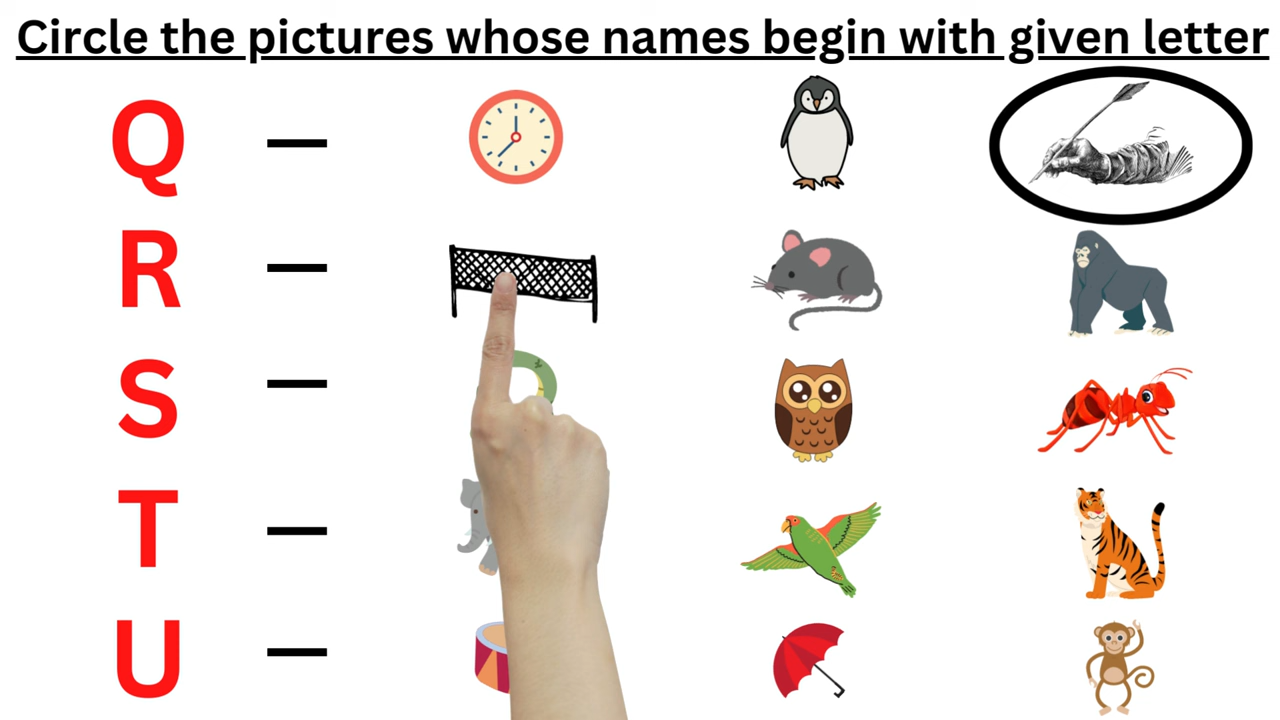 Circle the pictures whose names begin with given letter
Q –
R –
S –
T –
U –